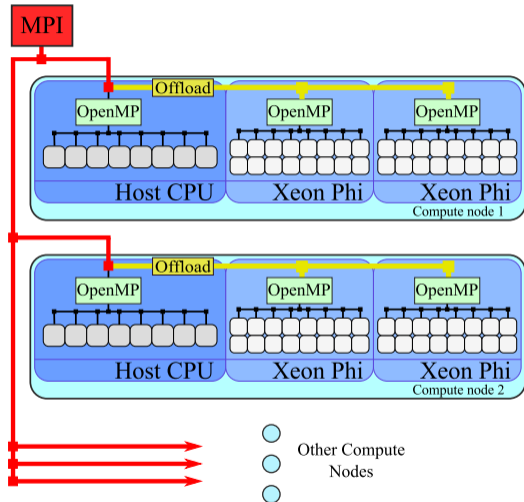 MPI
Offload
OpenMP OpenMP OpenMP
Host CPU Xeon Phi Xeon Phi
Compute node 1
Offload
OpenMP OpenMP OpenMP
Host CPU Xeon Phi Xeon Phi
Compute node 2
Other Compute
Nodes